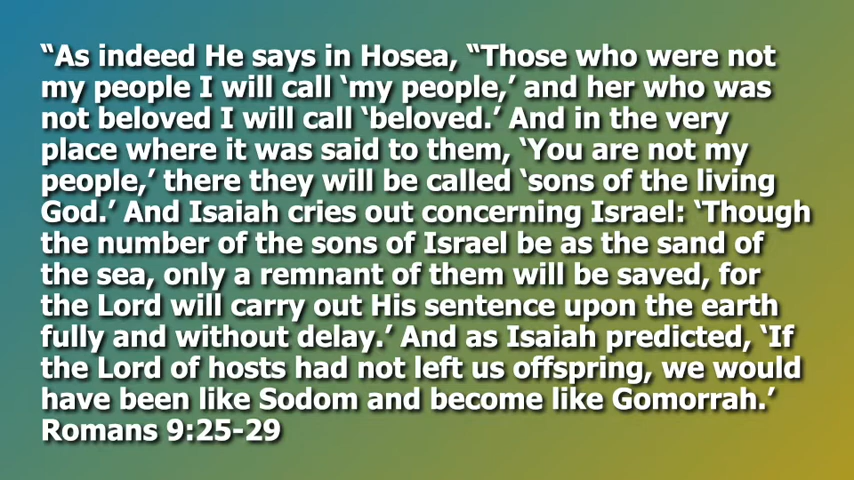 “As indeed He says in Hosea, “Those who were not
my people I will call ‘my people,’ and her who was
not beloved I will call ‘beloved.’ And in the very
place where it was said to them, ‘You are not my
people,’ there they will be called ‘sons of the living
God.’ And Isaiah cries out concerning Israel: ‘Though
the number of the sons of Israel be as the sand of
the sea, only a remnant of them will be saved, for
the Lord will carry out His sentence upon the earth
fully and without delay.’ And as Isaiah predicted, ‘If
the Lord of hosts had not left us offspring, we would
have been like Sodom and become like Gomorrah.’
Romans 9:25-29